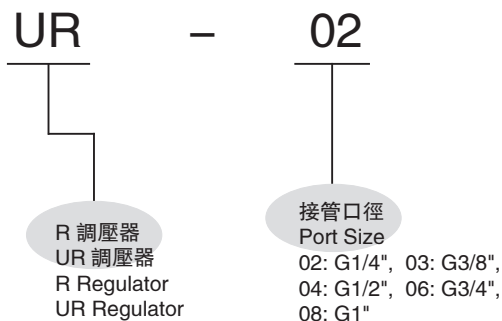 UR – 02
R 調壓器
UR 調壓器
R Regulator
UR Regulator
接管口徑
Port Size
02: G1/4", 03: G3/8",
04: G1/2", 06: G3/4",
08: G1"